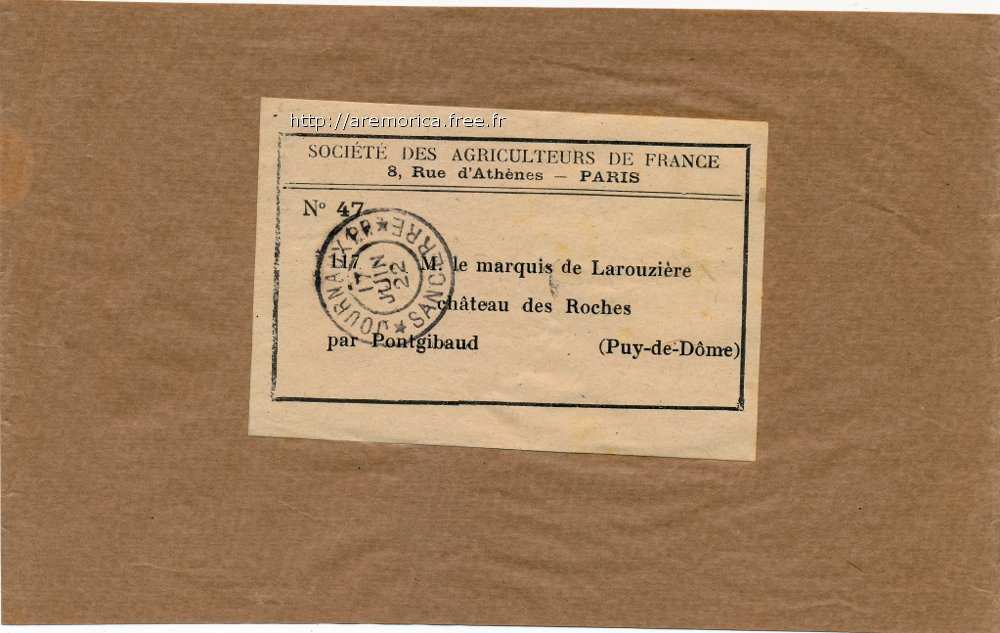 http://aremorica.free.fr
SOCIÉTÉ DES AGRICULTEURS DE FRANCE
8, Rue d'Athènes — PARIS
N° 47
117 M. le marquis de Larouzière
château des Roches
par Pontgibaud (Puy-de-Dôme)
JOURNAUX PP
17
JUIN
22
SANCERRE